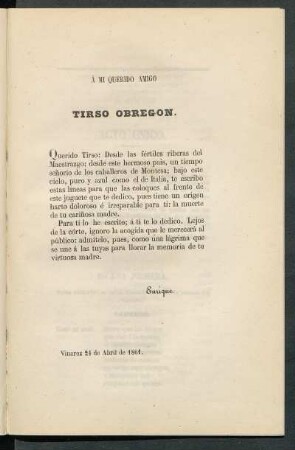 Á MI QUERIDO AMIGO
TIRSO OBREGON.
Querido Tirso: Desde las fértiles riberas del
Maestrazgo: desde este hermoso pais, un tiempo
señorio de los caballeros de Montesa; bajo este
cielo, puro y azul como el de Italia, te escribo
estas líneas para que las coloques al frente de
este juguete que te dedico, pues tiene un orígen
harto doloroso é irreparable para tí: la muerte
de tu cariñosa madre.
Para tí lo he escrito; á tí te lo dedico. Lejos
de la córte, ignoro la acogida que le merecerá al
público: admítelo, pues, como una lágrima que
se une á las tuyas para llorar la memoria de tu
virtuosa madre.
Enrique.
Vinaroz 24 de Abril de 1861.